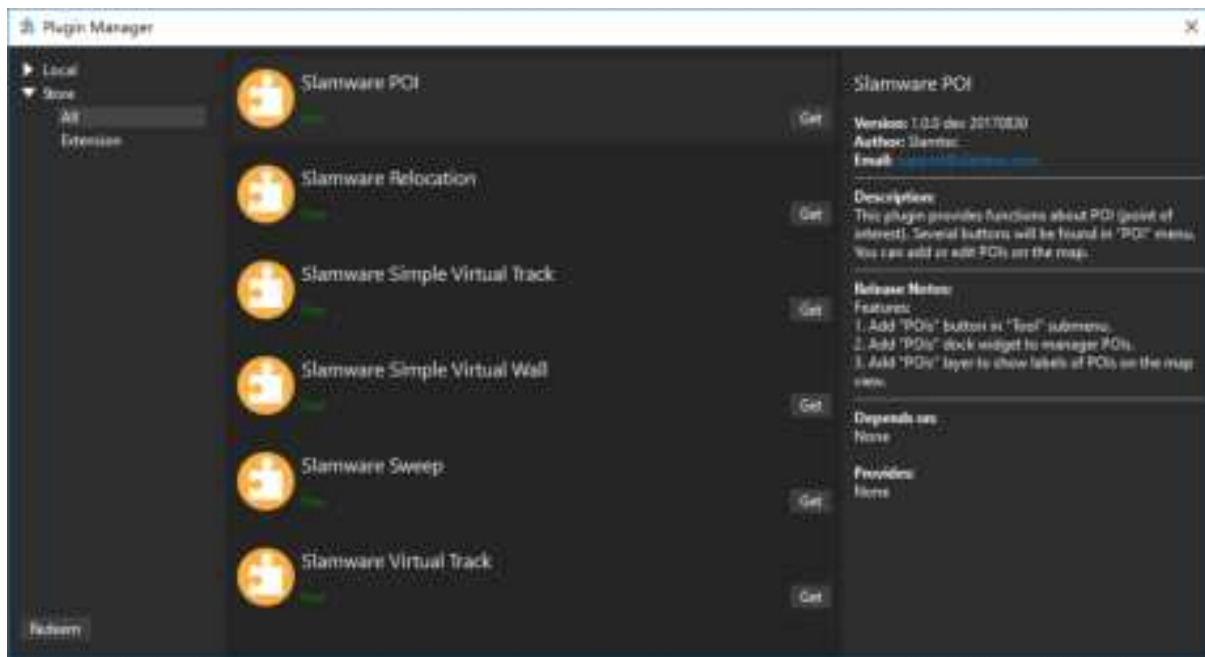 Plugin Manager
Local
Store
All
Extension
Redeem
Slamware POI
Get
Slamware Relocation
Get
Slamware Simple Virtual Track
Get
Slamware Simple Virtual Wall
Get
Slamware Sweep
Get
Slamware Virtual Track
Get
Slamware POI
Version: 1.0.0-dev 20170830
Author: Slamtec
Email:
Description:
This plugin provides functions about POI (point of
interest). Several buttons will be found in "POI" menu.
You can add or edit POIs on the map.
Release Notes:
Features:
1. Add "POIs" button in "Tool" submenu.
2. Add "POIs" dock widget to manager POIs.
3. Add "POIs" layer to show labels of POIs on the map
view.
Depends on:
None
Provides:
None